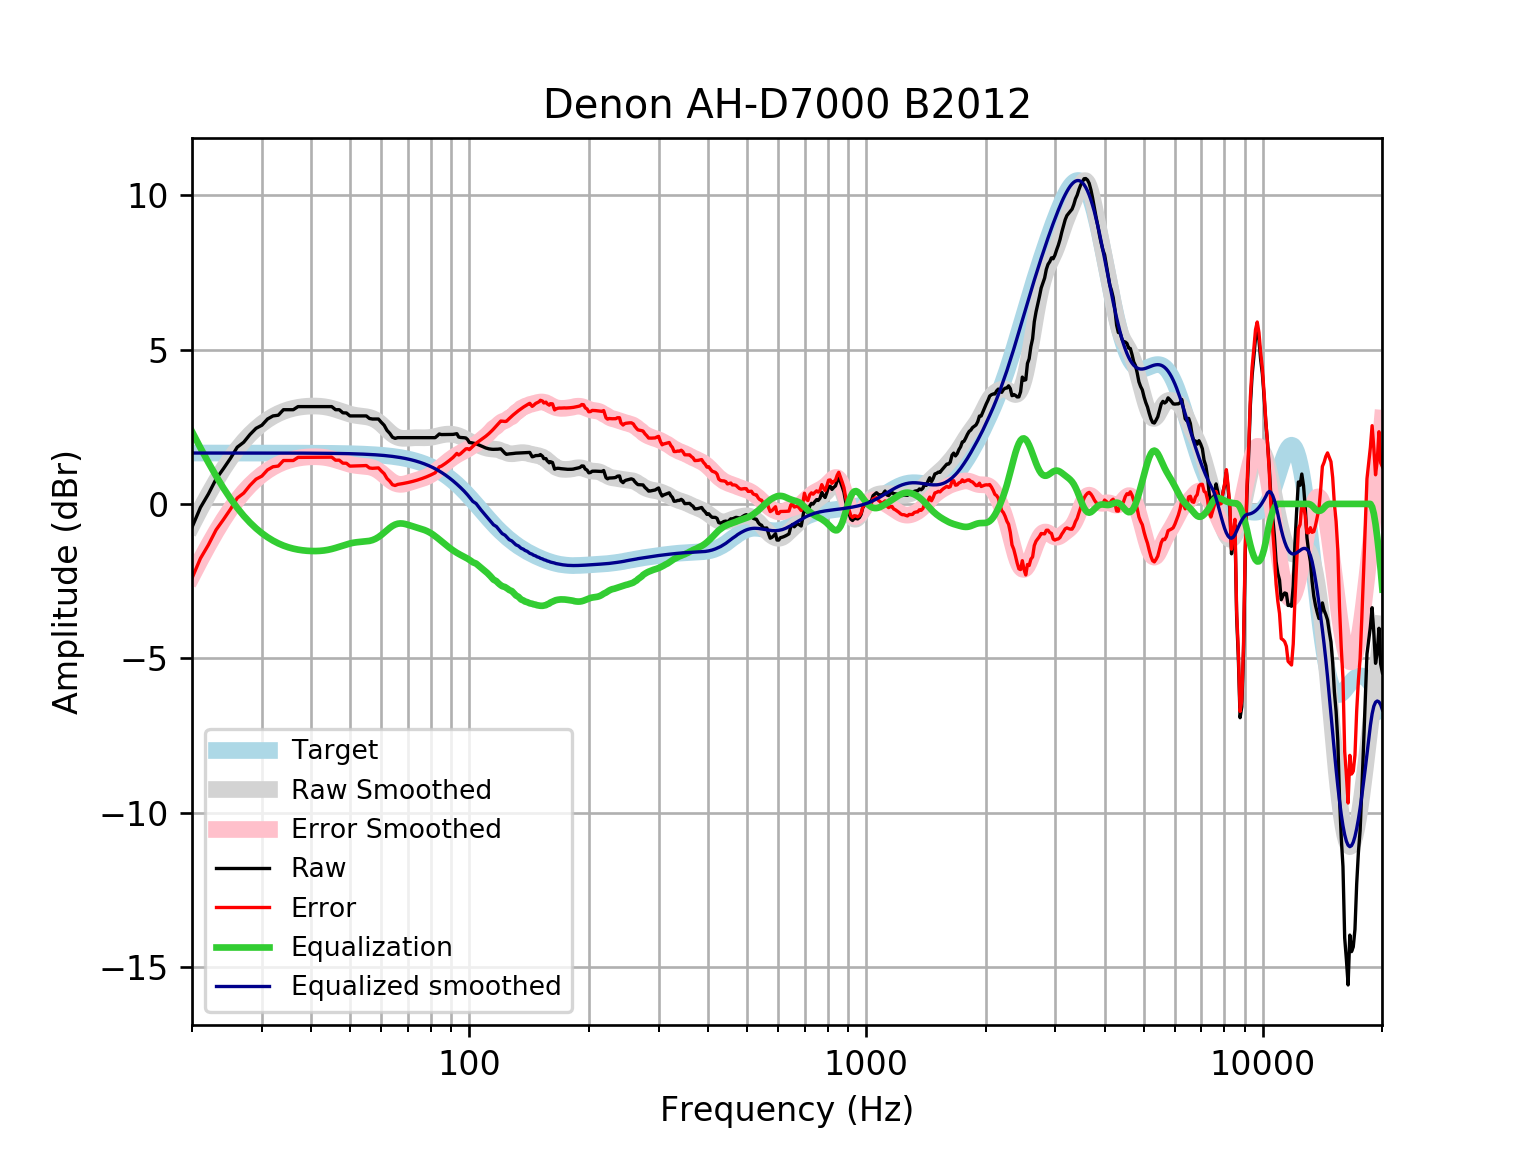 Denon AH-D7000 B2012
10
5
0
−5
−10
−15
Amplitude (dBr)
Target
Raw Smoothed
Error Smoothed
Raw
Error
Equalization
Equalized smoothed
100 1000 10000
Frequency (Hz)